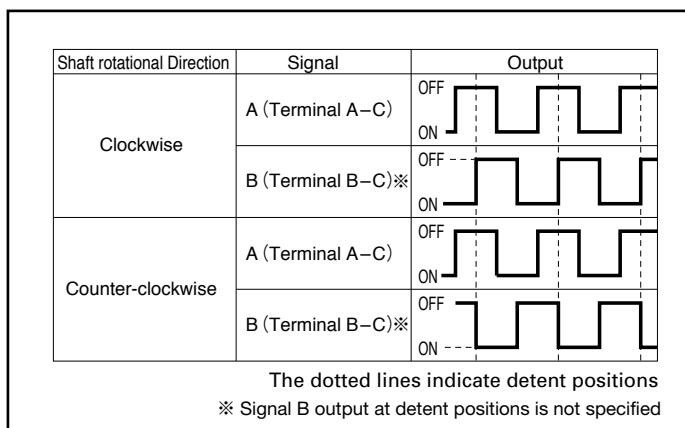 Shaft rotational Direction Signal Output
Clockwise
A (Terminal A−C)
OFF
ON
B (Terminal B−C)※
OFF
ON
Counter-clockwise
A (Terminal A−C)
OFF
ON
B (Terminal B−C)※
OFF
ON
The dotted lines indicate detent positions
※ Signal B output at detent positions is not specified